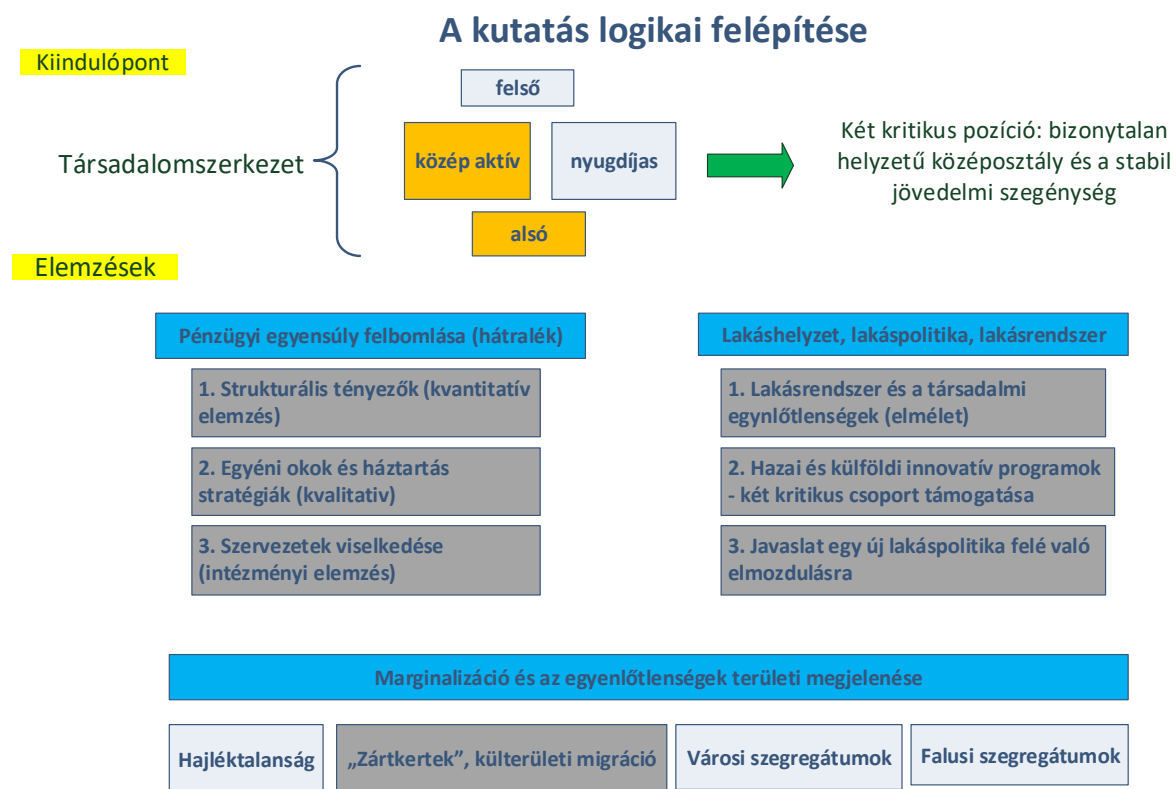 A kutatás logikai felépítése
Kiindulópont
felső
Társadalomszerkezet
közép aktív
nyugdíjas
alsó
Két kritikus pozíció: bizonytalan
helyzetű középosztály és a stabil
jövedelmi szegénység
Elemzések
Pénzügyi egyensúly felbomlása (hátralék)
1. Strukturális tényezők (kvantitatív
elemzés)
2. Egyéni okok és háztartás
stratégiák (kvalitativ)
3. Szervezetek viselkedése
(intézményi elemzés)
Lakáshelyzet, lakáspolitika, lakásrendszer
1. Lakásrendszer és a társadalmi
egynlőtlenségek (elmélet)
2. Hazai és külföldi innovatív programok
- két kritikus csoport támogatása
3. Javaslat egy új lakáspolitika felé való
elmozdulásra
Marginalizáció és az egyenlőtlenségek területi megjelenése
Hajléktalanság
„Zártkertek”, külterületi migráció
Városi szegregátumok
Falusi szegregátumok